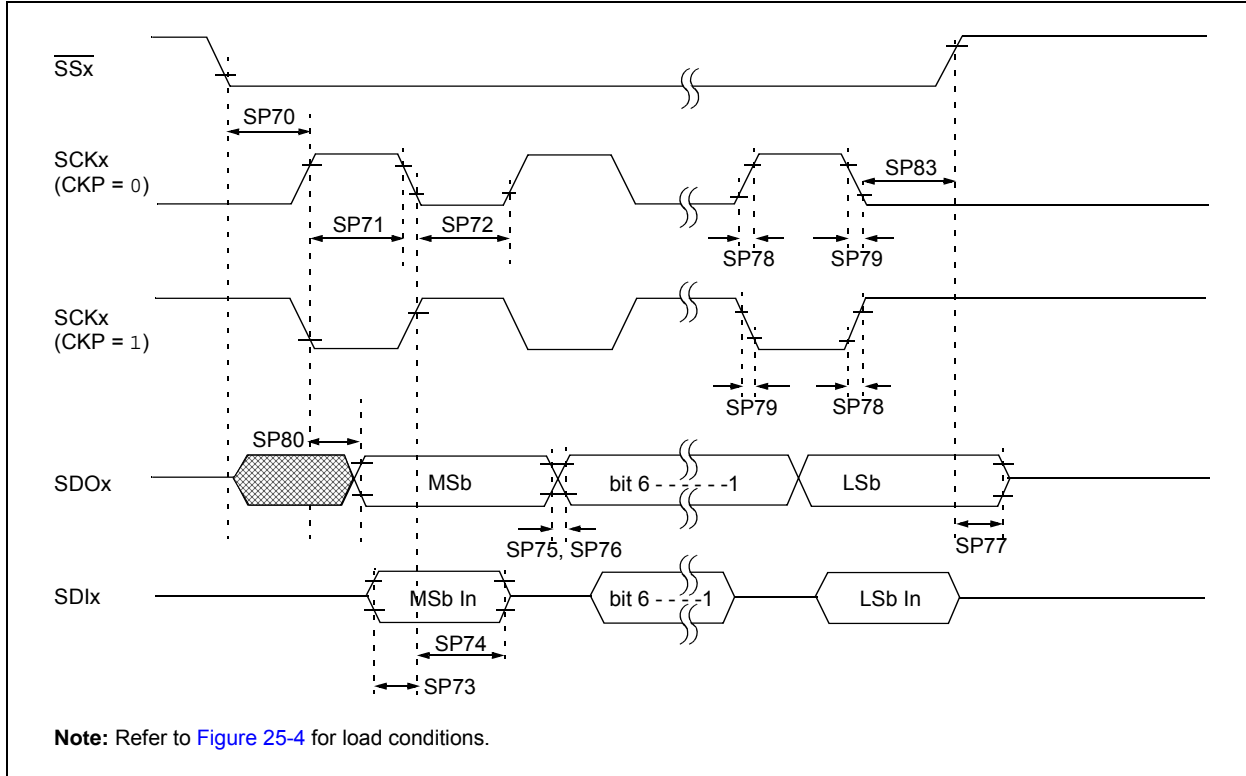 SSx
SP70
SCKx
(CKP = 0)
SP83
SP71
SP72
SP78
SP79
SCKx
(CKP = 1)
SP79
SP78
SP80
SDOx
MSb
bit 6 - - - - - -1
LSb
SP75, SP76
SP77
SDIx
MSb In
bit 6 - - - -1
LSb In
SP74
SP73
Note: Refer to Figure 25-4 for load conditions.